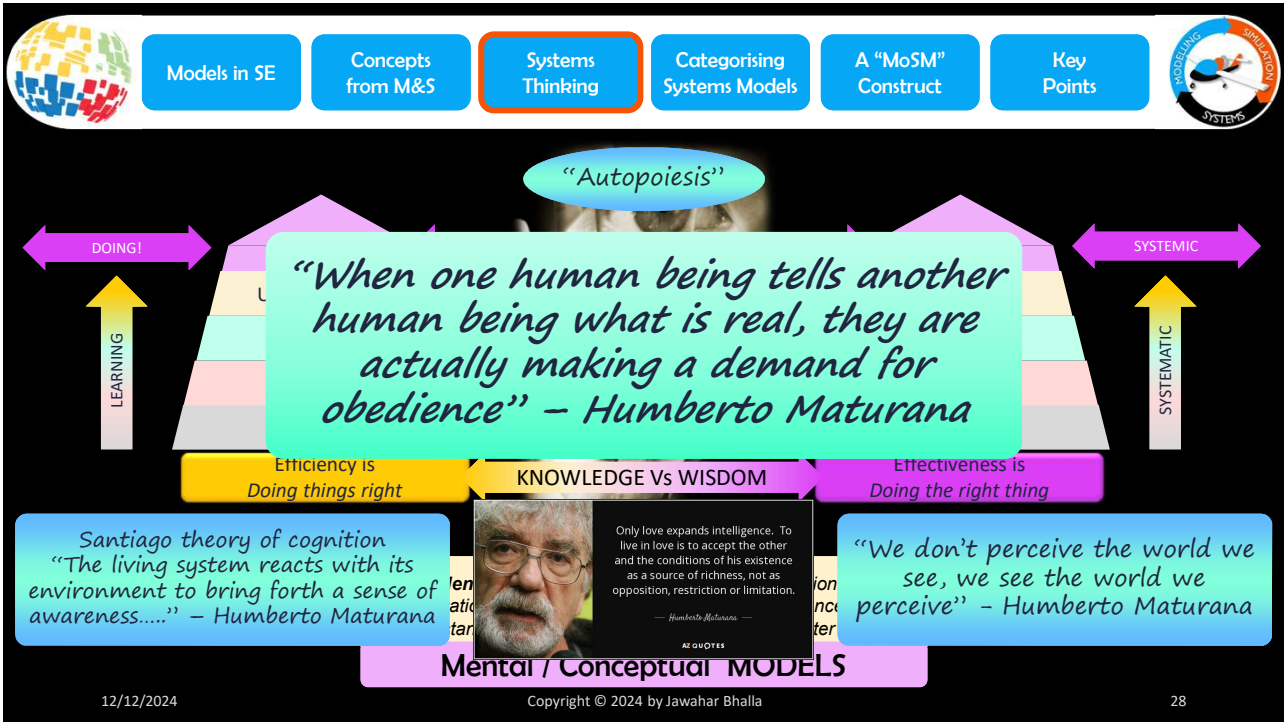 Models in SE
Concepts
from M&S
Systems
Thinking
Categorising
Systems Models
A “MoSM”
Construct
Key
Points
MODELLING
SIMULATION
SYSTEMS
“Autopoiesis”
DOING!
SYSTEMIC
“When one human being tells another
human being what is real, they are
actually making a demand for
obedience” – Humberto Maturana
LEARNING
SYSTEMATIC
Efficiency is
Doing things right
KNOWLEDGE Vs WISDOM
Effectiveness is
Doing the right thing
Santiago theory of cognition
“The living system reacts with its
environment to bring forth a sense of
awareness.....” – Humberto Maturana
Only love expands intelligence. To
live in love is to accept the other
and the conditions of his existence
as a source of richness, not as
opposition, restriction or limitation.
— Humberto Maturana —
AZ QUOTES
“We don’t perceive the world we
see, we see the world we
perceive” - Humberto Maturana
Mental / Conceptual MODELS
12/12/2024
Copyright © 2024 by Jawahar Bhalla
28